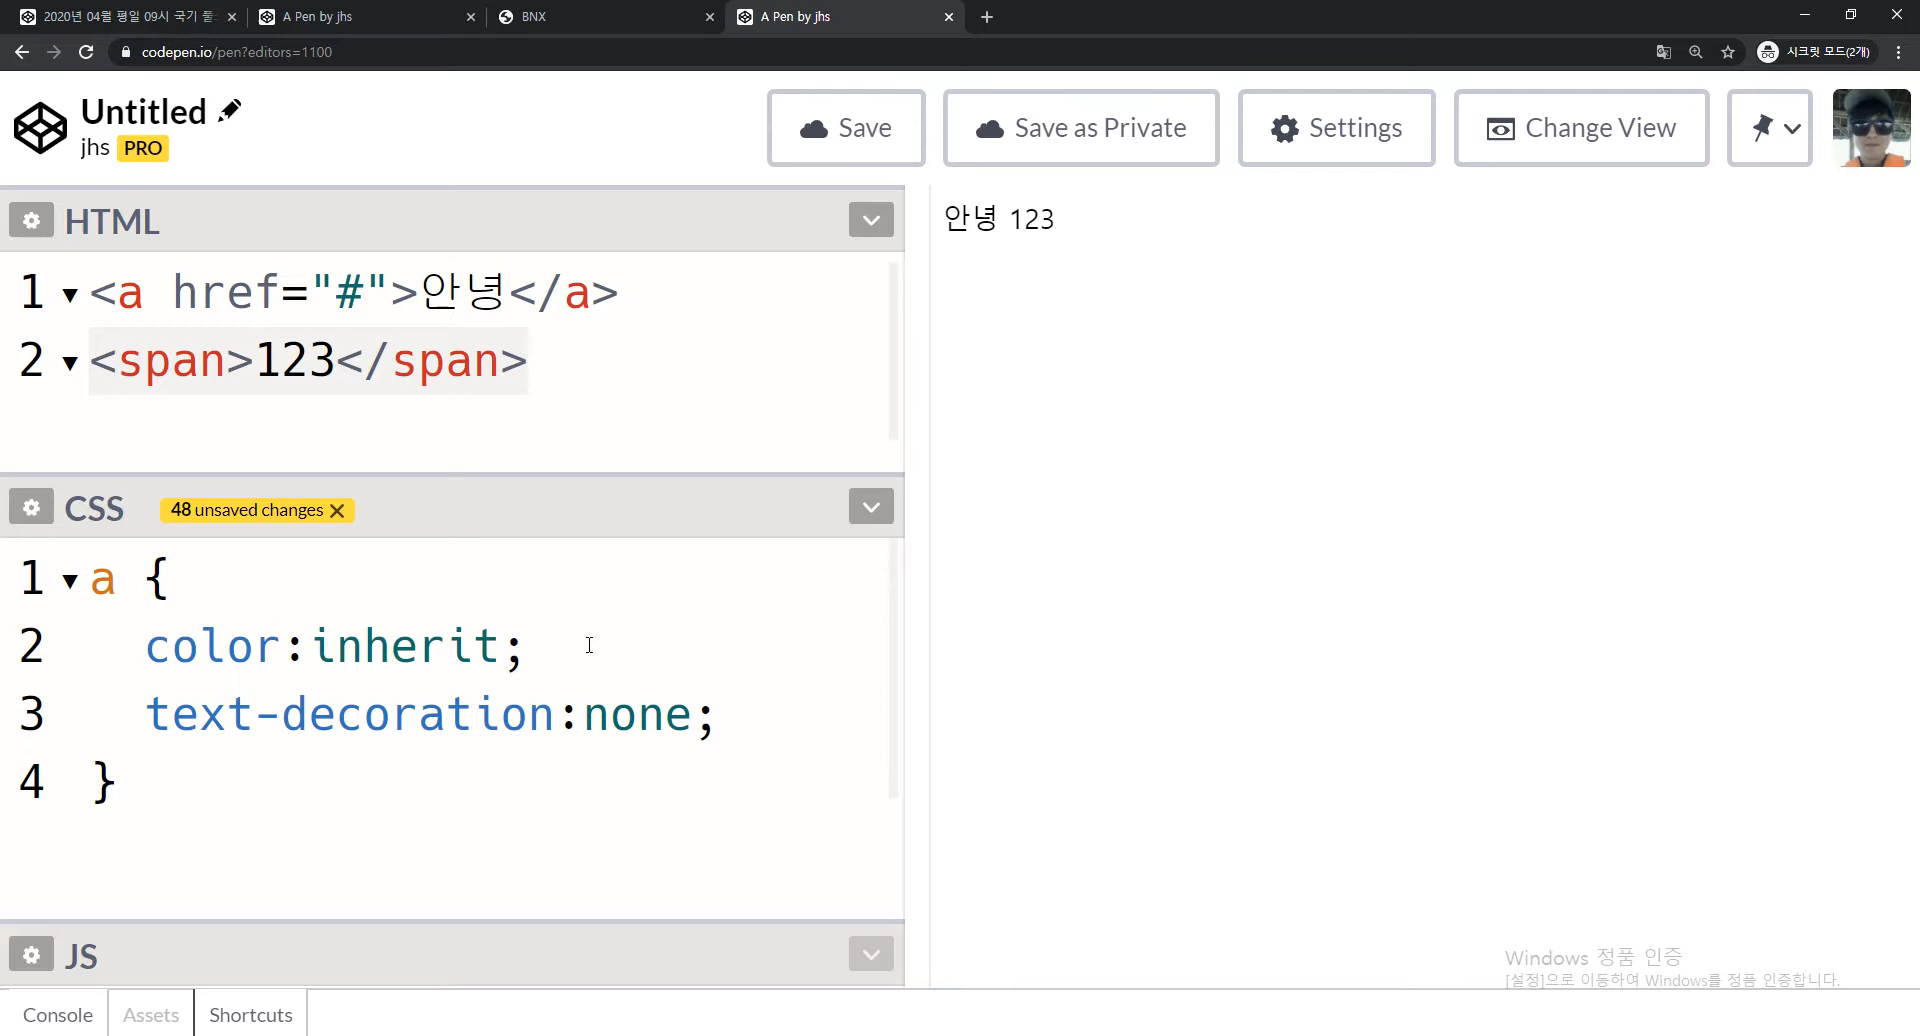 2020년 04월 평일 09시 국기
A Pen by jhs
BNX
A Pen by jhs
codepen.io/pen?editors=1100
시크릿 모드(2개)
Untitled
jhs PRO
Save
Save as Private
Settings
Change View
HTML
1 <a href="#">안녕</a>
2 <span>123</span>
안녕 123
CSS
48 unsaved changes
1 a {
2 color:inherit;
3 text-decoration:none;
4 }
JS
Windows 정품 인증
[설정]으로 이동하여 Windows를 정품 인증합니다.
Console
Assets
Shortcuts